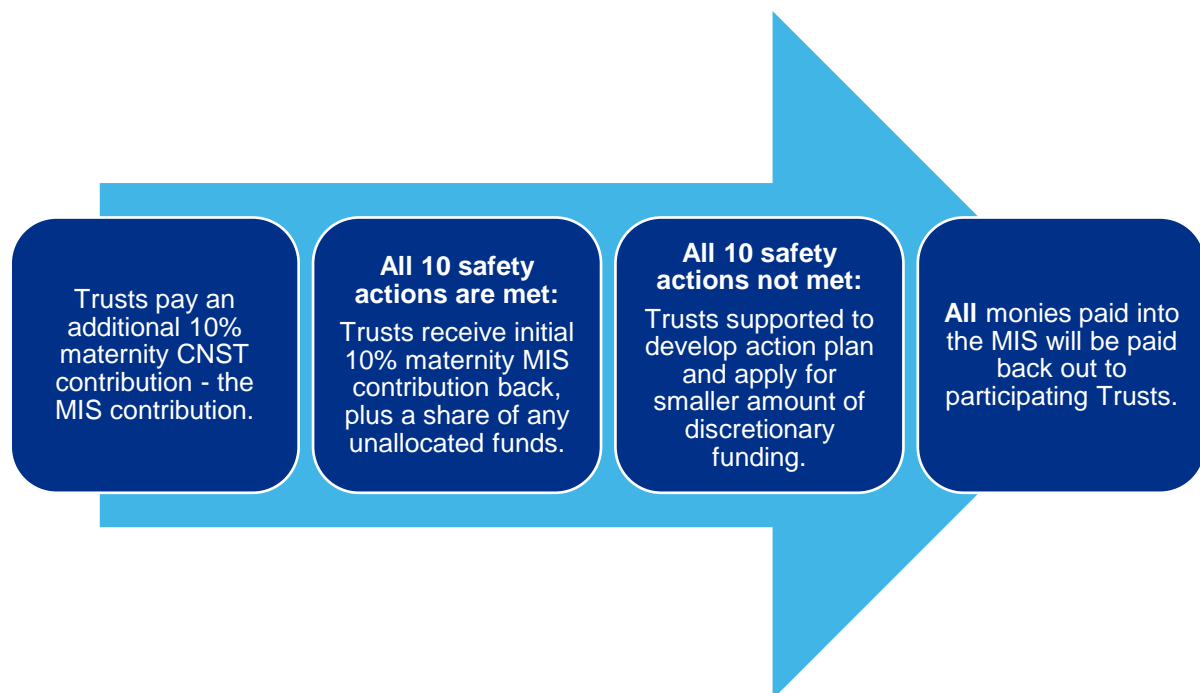 Trusts pay an
additional 10%
maternity CNST
contribution - the
MIS contribution.
All 10 safety
actions are met:
Trusts receive initial
10% maternity MIS
contribution back,
plus a share of any
unallocated funds.
All 10 safety
actions not met:
Trusts supported to
develop action plan
and apply for
smaller amount of
discretionary
funding.
All monies paid into
the MIS will be paid
back out to
participating Trusts.